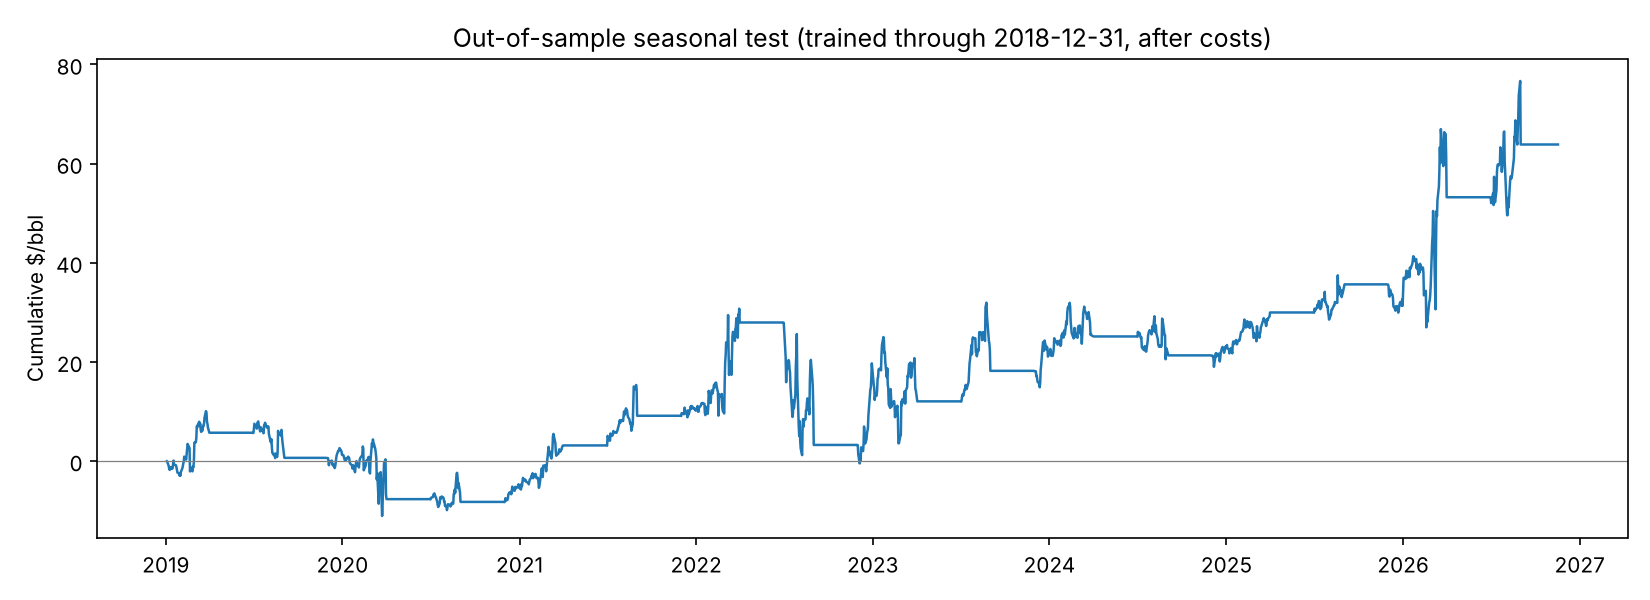 Out-of-sample seasonal test (trained through 2018-12-31, after costs)
Cumulative $/bbl
80
60
40
20
0
2019 2020 2021 2022 2023 2024 2025 2026 2027